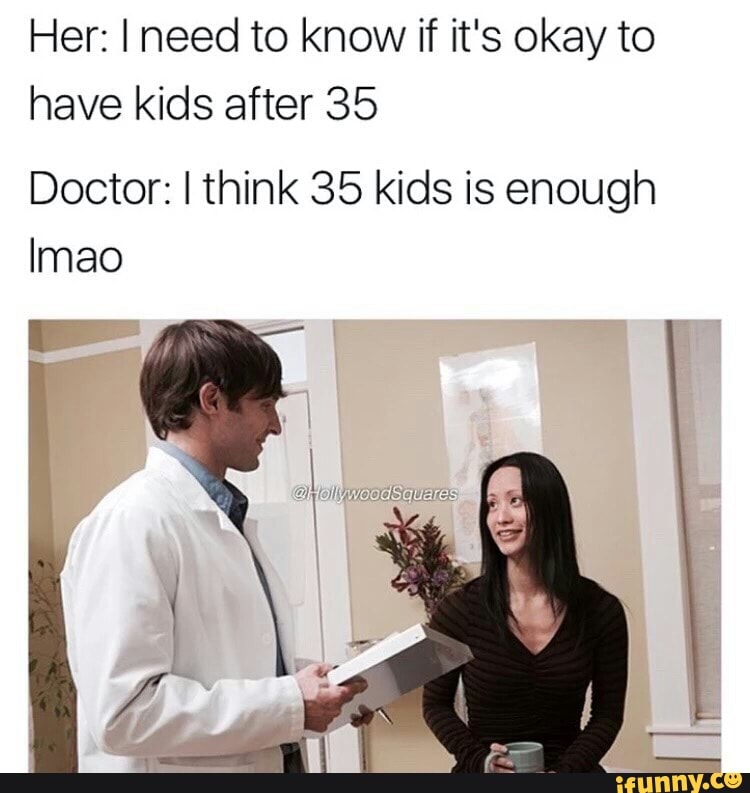 Her: I need to know if it's okay to
have kids after 35
Doctor: I think 35 kids is enough
lmao
@HollywoodSquares
ifunny.co